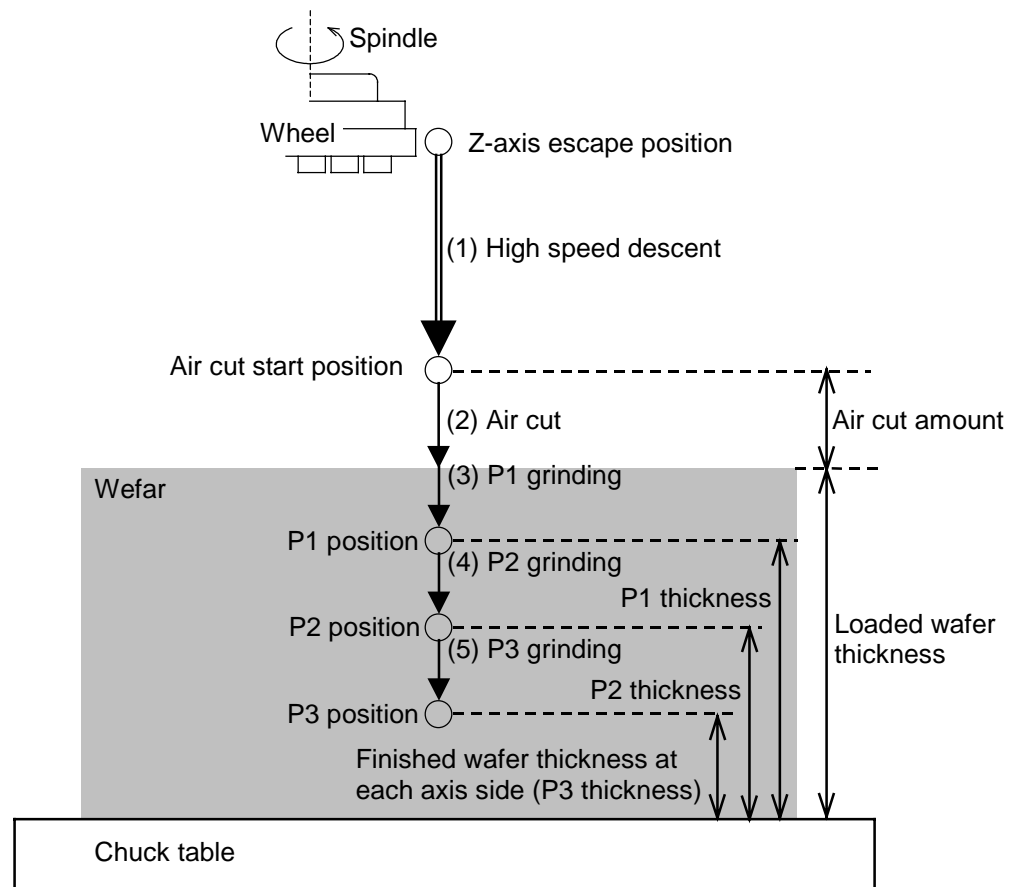 Spindle
Wheel
Z-axis escape position
(1) High speed descent
Air cut start position
(2) Air cut
Air cut amount
(3) P1 grinding
Wefar
P1 position
(4) P2 grinding
P1 thickness
P2 position
(5) P3 grinding
Loaded wafer
thickness
P2 thickness
P3 position
Finished wafer thickness at
each axis side (P3 thickness)
Chuck table